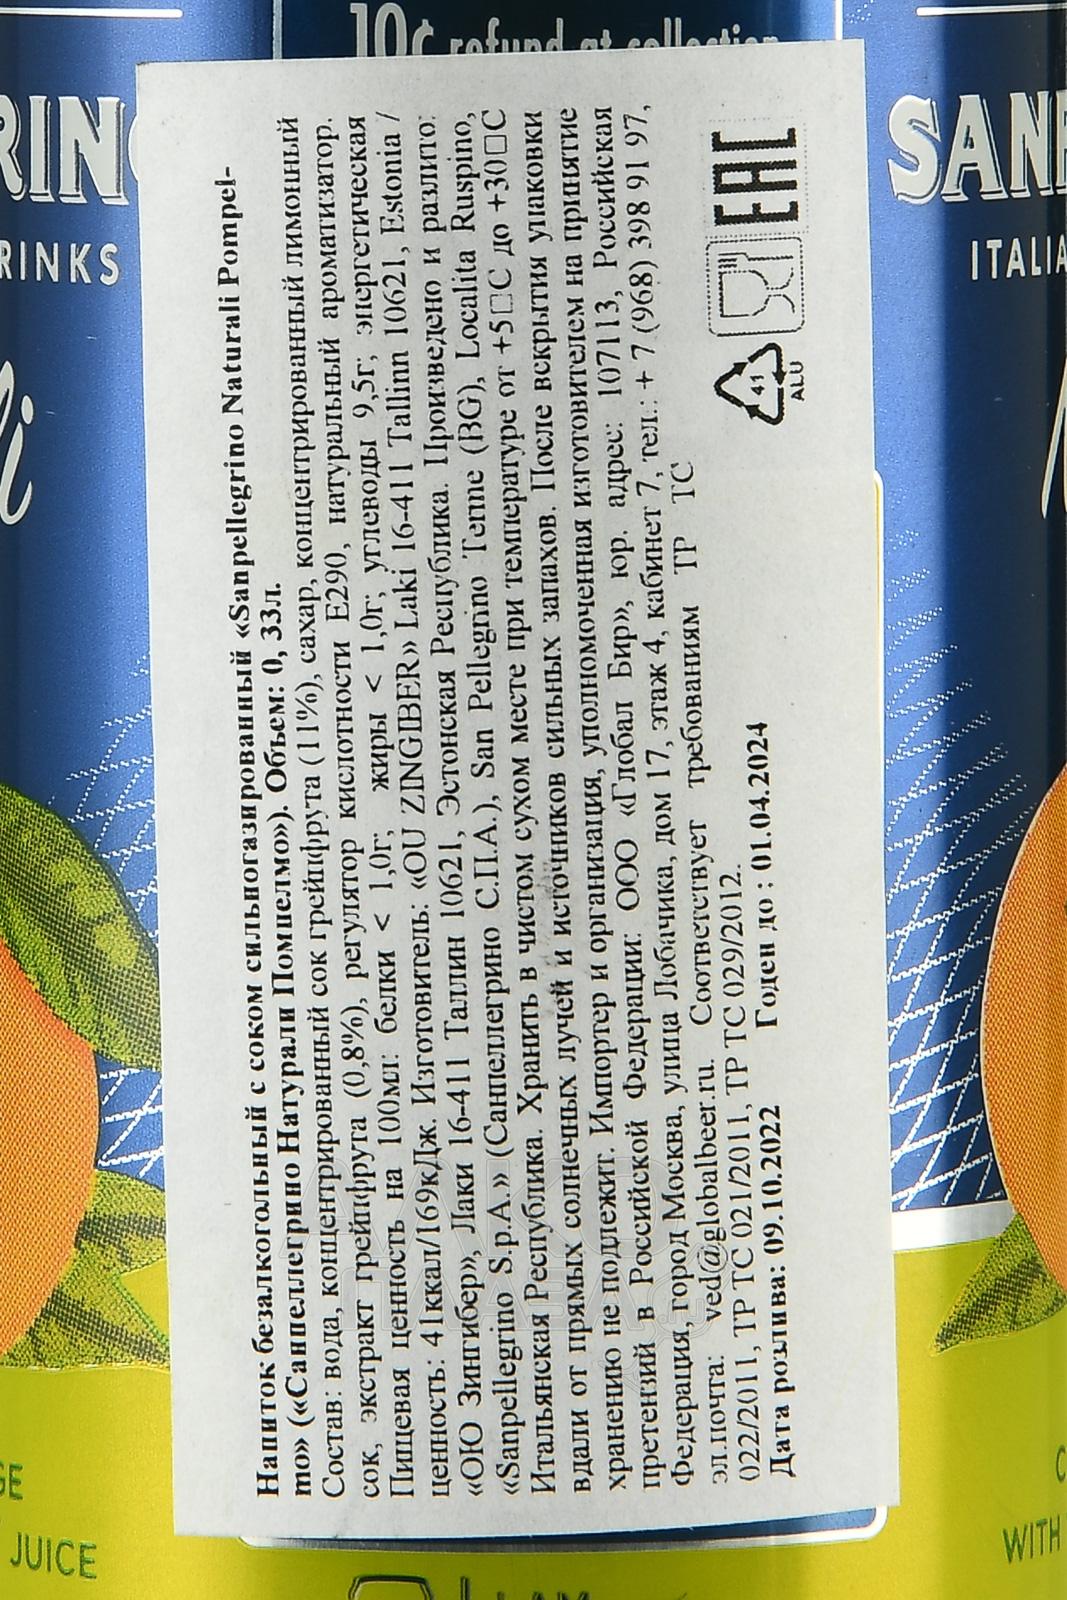 10¢ refund at collection
RIN
RINKS
li
GE
JUICE
SAN
ITALIA
WITH
Напиток безалкогольный с соком сильногазированный «Sanpellegrino Naturali Pompel-
mo» («Санпеллегрино Натурали Помпелмо»). Объем: 0, 33л.
Состав: вода, концентрированный сок грейпфрута (11%), сахар, концентрированный лимонный
сок, экстракт грейпфрута (0,8%), регулятор кислотности Е290, натуральный ароматизатор.
Пищевая ценность на 100мл: белки < 1,0г; жиры < 1,0г; углеводы 9,5г; энергетическая
ценность: 41ккал/169кДж. Изготовитель: «OU ZINGIBER» Laki 16-411 Tallinn 10621, Estonia /
«ОЮ Зингибер», Лаки 16-411 Таллин 10621, Эстонская Республика. Произведено и разлито:
«Sanpellegrino S.p.A.» (Санпеллегрино С.П.А.), San Pellegrino Terme (BG), Localita Ruspino,
Итальянская Республика. Хранить в чистом сухом месте при температуре от +5□С до +30□С
вдали от прямых солнечных лучей и источников сильных запахов. После вскрытия упаковки
хранению не подлежит. Импортер и организация, уполномоченная изготовителем на принятие
претензий в Российской Федерации: ООО «Глобал Бир», юр. адрес: 107113, Российская
Федерация, город Москва, улица Лобачика, дом 17, этаж 4, кабинет 7, тел.: + 7 (968) 398 91 97,
эл.почта: ved@globalbeer.ru. Соответствует требованиям ТР ТС
022/2011, ТР ТС 021/2011, ТР ТС 029/2012.
Дата розлива: 09.10.2022 Годен до : 01.04.2024
41
ALU
EAC